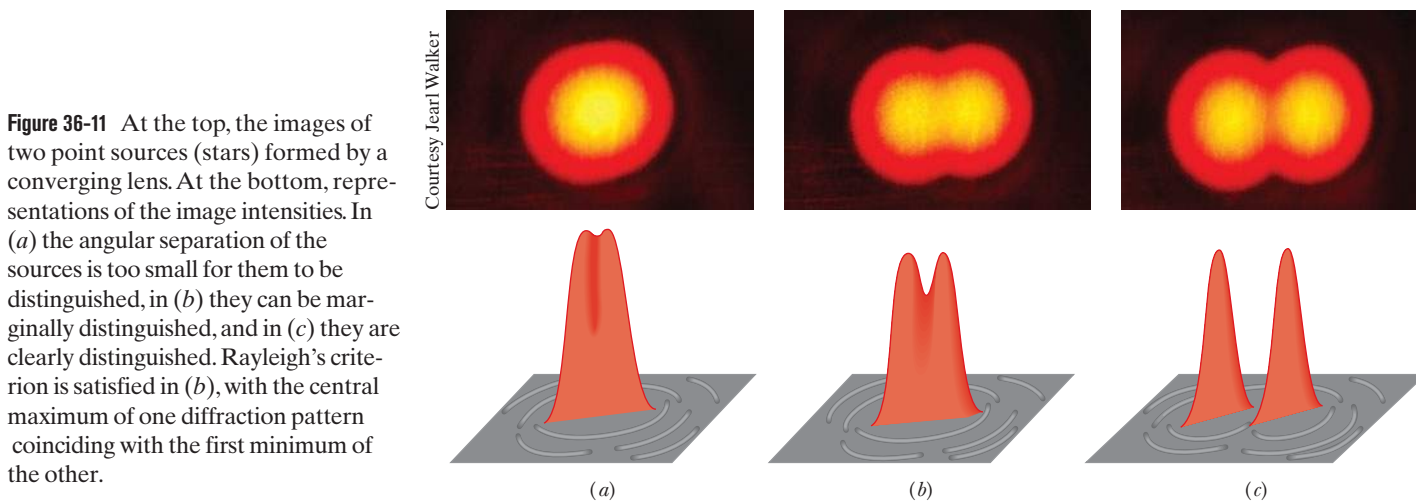 Figure 36-11 At the top, the images of
two point sources (stars) formed by a
converging lens. At the bottom, repre-
sentations of the image intensities. In
(a) the angular separation of the
sources is too small for them to be
distinguished, in (b) they can be mar-
ginally distinguished, and in (c) they are
clearly distinguished. Rayleigh's crite-
rion is satisfied in (b), with the central
maximum of one diffraction pattern
coinciding with the first minimum of
the other.
Courtesy Jearl Walker
(a)
(b)
(c)